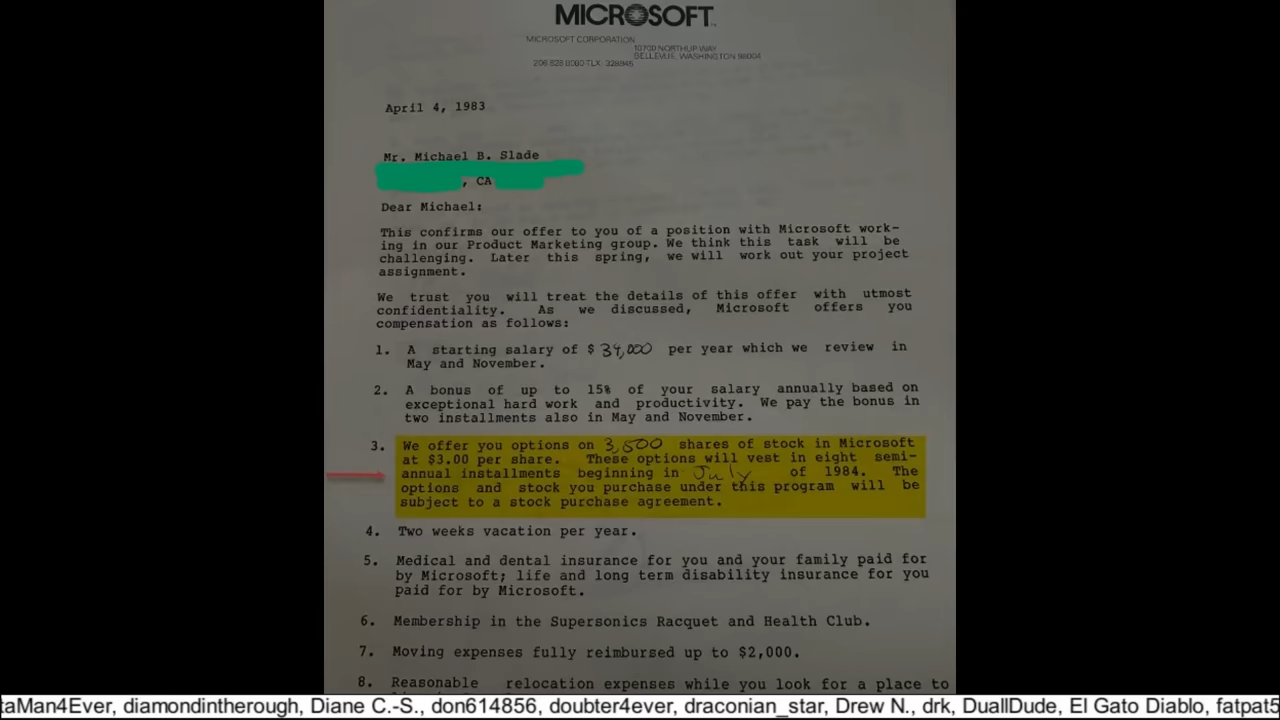 MICROSOFT™
MICROSOFT CORPORATION
10700 NORTHUP WAY
BELLEVUE, WASHINGTON 98004
206 828 8080 TLX: 328945
April 4, 1983
Mr. Michael B. Slade
, CA
Dear Michael:
This confirms our offer to you of a position with Microsoft work-
ing in our Product Marketing group. We think this task will be
challenging. Later this spring, we will work out your project
assignment.
We trust you will treat the details of this offer with utmost
confidentiality. As we discussed, Microsoft offers you
compensation as follows:
1. A starting salary of $ 34,000 per year which we review in
May and November.
2. A bonus of up to 15% of your salary annually based on
exceptional hard work and productivity. We pay the bonus in
two installments also in May and November.
3. We offer you options on 3,500 shares of stock in Microsoft
at $3.00 per share. These options will vest in eight semi-
annual installments beginning in July of 1984. The
options and stock you purchase under this program will be
subject to a stock purchase agreement.
4. Two weeks vacation per year.
5. Medical and dental insurance for you and your family paid for
by Microsoft; life and long term disability insurance for you
paid for by Microsoft.
6. Membership in the Supersonics Racquet and Health Club.
7. Moving expenses fully reimbursed up to $2,000.
8. Reasonable relocation expenses while you look for a place to
taMan4Ever, diamondintherough, Diane C.-S., don614856, doubter4ever, draconian_star, Drew N., drk, DuallDude, El Gato Diablo, fatpat5